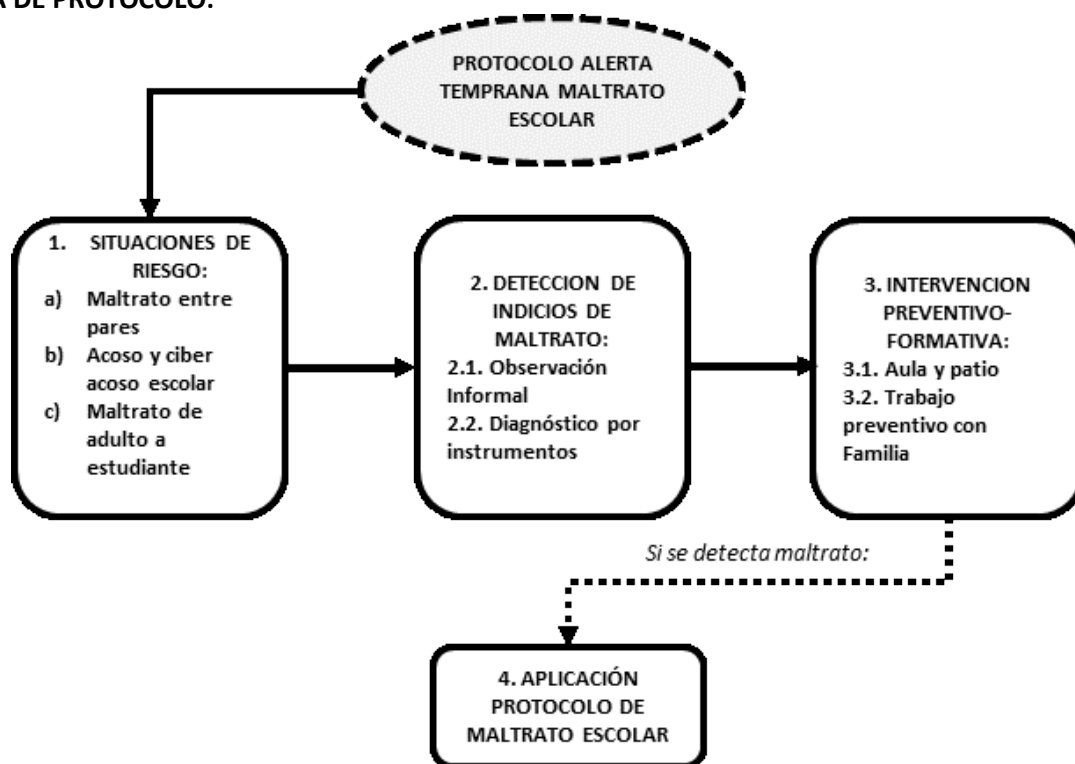 A DE PROTOCOLO:
PROTOCOLO ALERTA
TEMPRANA MALTRATO
ESCOLAR
1. SITUACIONES DE
RIESGO:
a) Maltrato entre
pares
b) Acoso y ciber
acoso escolar
c) Maltrato de
adulto a
estudiante
2. DETECCION DE
INDICIOS DE
MALTRATO:
2.1. Observación
Informal
2.2. Diagnóstico por
instrumentos
3. INTERVENCION
PREVENTIVO-
FORMATIVA:
3.1. Aula y patio
3.2. Trabajo
preventivo con
Familia
Si se detecta maltrato:
4. APLICACIÓN
PROTOCOLO DE
MALTRATO ESCOLAR